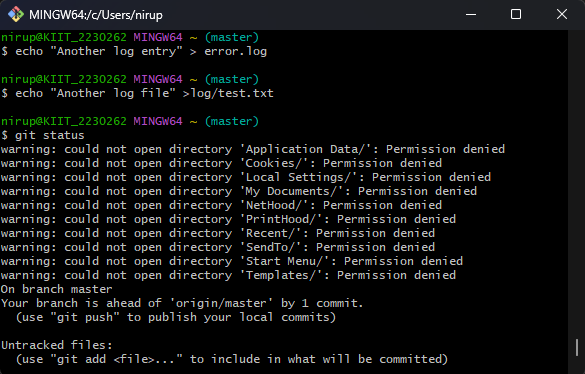 MINGW64:/c/Users/nirup
nirup@KIIT_2230262 MINGW64 ~ (master)
$ echo "Another log entry" > error.log
nirup@KIIT_2230262 MINGW64 ~ (master)
$ echo "Another log file" >log/test.txt
nirup@KIIT_2230262 MINGW64 ~ (master)
$ git status
warning: could not open directory 'Application Data/': Permission denied
warning: could not open directory 'Cookies/': Permission denied
warning: could not open directory 'Local Settings/': Permission denied
warning: could not open directory 'My Documents/': Permission denied
warning: could not open directory 'NetHood/': Permission denied
warning: could not open directory 'PrintHood/': Permission denied
warning: could not open directory 'Recent/': Permission denied
warning: could not open directory 'SendTo/': Permission denied
warning: could not open directory 'Start Menu/': Permission denied
warning: could not open directory 'Templates/': Permission denied
On branch master
Your branch is ahead of 'origin/master' by 1 commit.
  (use "git push" to publish your local commits)
Untracked files:
  (use "git add <file>..." to include in what will be committed)